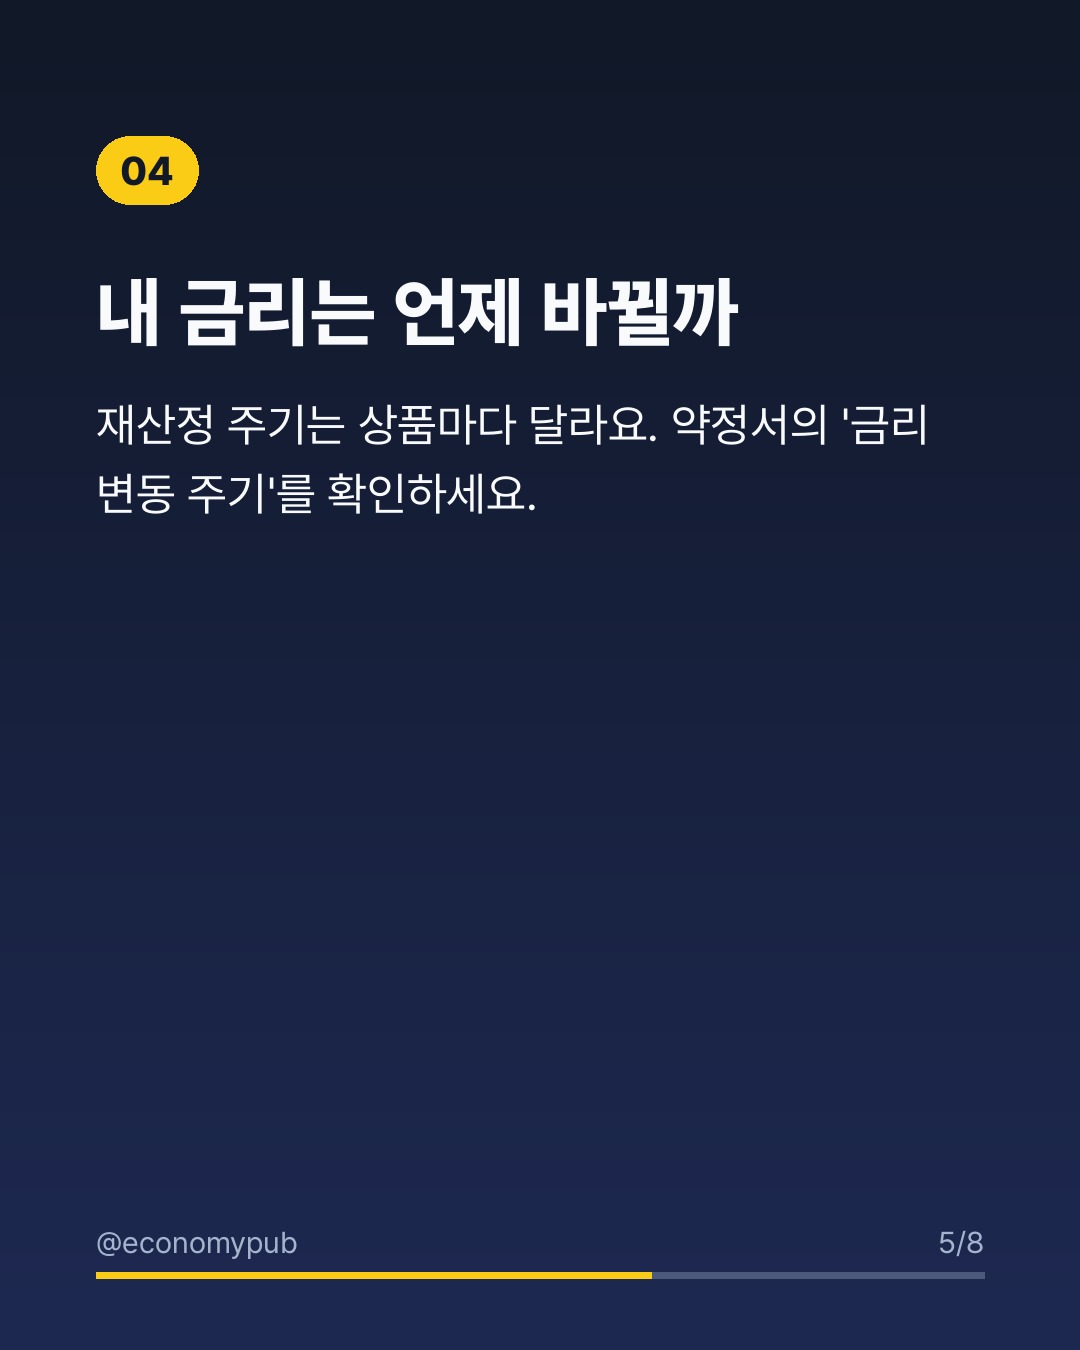 04
내 금리는 언제 바뀔까
재산정 주기는 상품마다 달라요. 약정서의 '금리
변동 주기'를 확인하세요.
@economypub
5/8